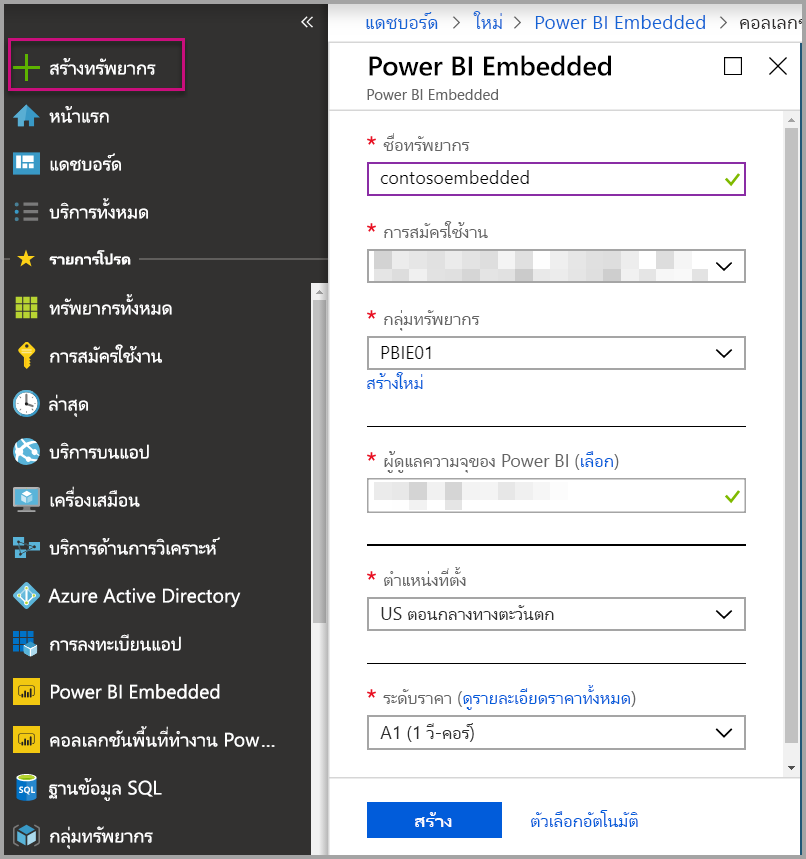 สร้างทรัพยากร
หน้าแรก
แดชบอร์ด
บริการทั้งหมด
รายการโปรด
ทรัพยากรทั้งหมด
การสมัครใช้งาน
ล่าสุด
บริการบนแอป
เครื่องเสมือน
บริการด้านการวิเคราะห์
Azure Active Directory
การลงทะเบียนแอป
Power BI Embedded
คอลเลกชันพื้นที่ทำงาน Pow...
SQL
ฐานข้อมูล SQL
กลุ่มทรัพยากร
แดชบอร์ด > ใหม่ > Power BI Embedded > คอลเลกช
Power BI Embedded
Power BI Embedded
* ชื่อทรัพยากร
contosoembedded
* การสมัครใช้งาน
* กลุ่มทรัพยากร
PBIE01
สร้างใหม่
* ผู้ดูแลความจุของ Power BI (เลือก)
* ตำแหน่งที่ตั้ง
US ตอนกลางทางตะวันตก
* ระดับราคา (ดูรายละเอียดราคาทั้งหมด)
A1 (1 วี-คอร์)
สร้าง
ตัวเลือกอัตโนมัติ